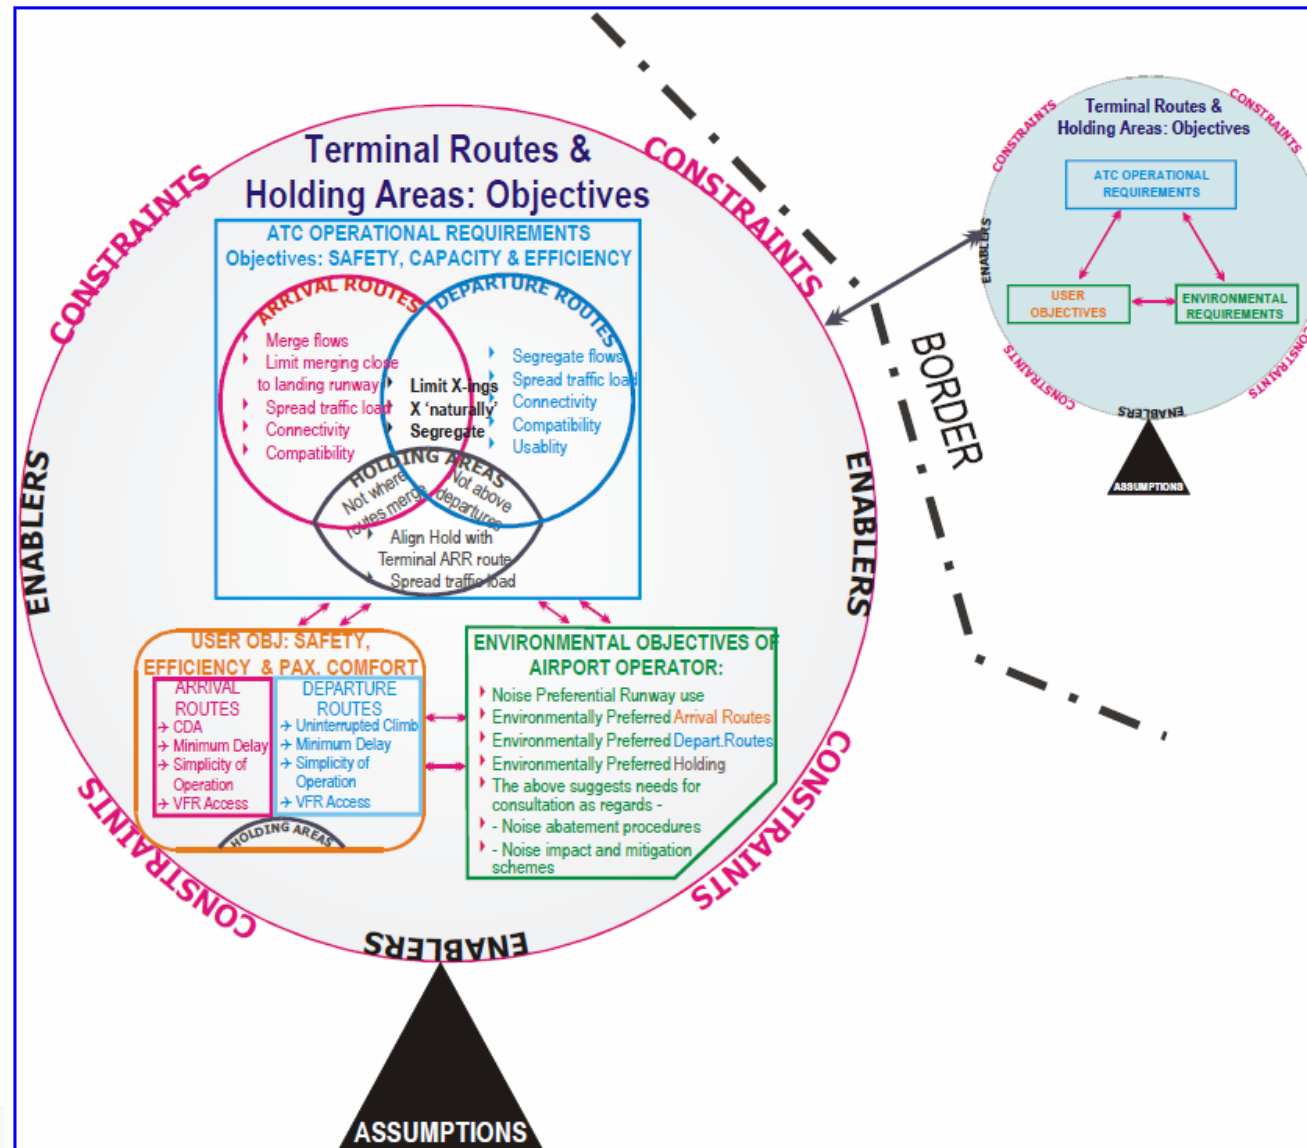 Terminal Routes &
Holding Areas: Objectives
CONSTRAINTS
CONSTRAINTS
ATC OPERATIONAL REQUIREMENTS
Objectives: SAFETY, CAPACITY & EFFICIENCY
ARRIVAL ROUTES
Merge flows
Limit merging close
to landing runway
Spread traffic load
Connectivity
Compatibility
Limit X-ings
X ‘naturally’
Segregate
DEPARTURE ROUTES
Segregate flows
Spread traffic load
Connectivity
Compatibility
Usablity
HOLDING AREAS
Not where
routes merge
Not above
departures
Align Hold with
Terminal ARR route
Spread traffic load
ENABLERS
ENABLERS
USER OBJ: SAFETY,
EFFICIENCY & PAX. COMFORT
ARRIVAL
ROUTES
CDA
Minimum Delay
Simplicity of
Operation
VFR Access
DEPARTURE
ROUTES
Uninterrupted Climb
Minimum Delay
Simplicity of
Operation
VFR Access
HOLDING AREAS
ENVIRONMENTAL OBJECTIVES OF
AIRPORT OPERATOR:
Noise Preferential Runway use
Environmentally Preferred Arrival Routes
Environmentally Preferred Depart.Routes
Environmentally Preferred Holding
The above suggests needs for
consultation as regards -
- Noise abatement procedures
- Noise impact and mitigation
schemes
CONSTRAINTS
CONSTRAINTS
ENABLERS
ASSUMPTIONS
BORDER
Terminal Routes &
Holding Areas: Objectives
CONSTRAINTS
CONSTRAINTS
ATC OPERATIONAL
REQUIREMENTS
ENABLERS
USER
OBJECTIVES
ENVIRONMENTAL
REQUIREMENTS
CONSTRAINTS
CONSTRAINTS
ENABLERS
ASSUMPTIONS